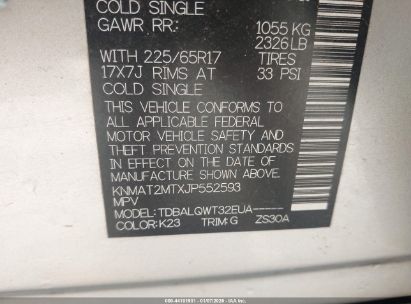 COLD SINGLE
GAWR RR: 1055 KG
2326 LB
WITH 225/65R17 TIRES
17X7J RIMS AT 33 PSI
COLD SINGLE
THIS VEHICLE CONFORMS TO
ALL APPLICABLE FEDERAL
MOTOR VEHICLE SAFETY AND
THEFT PREVENTION STANDARDS
IN EFFECT ON THE DATE OF
MANUFACTURE SHOWN ABOVE.
KNMAT2MTXJP552593
MPV
MODEL: TDBALQWT32EUA-----
COLOR: K23 TRIM: G ZS30A